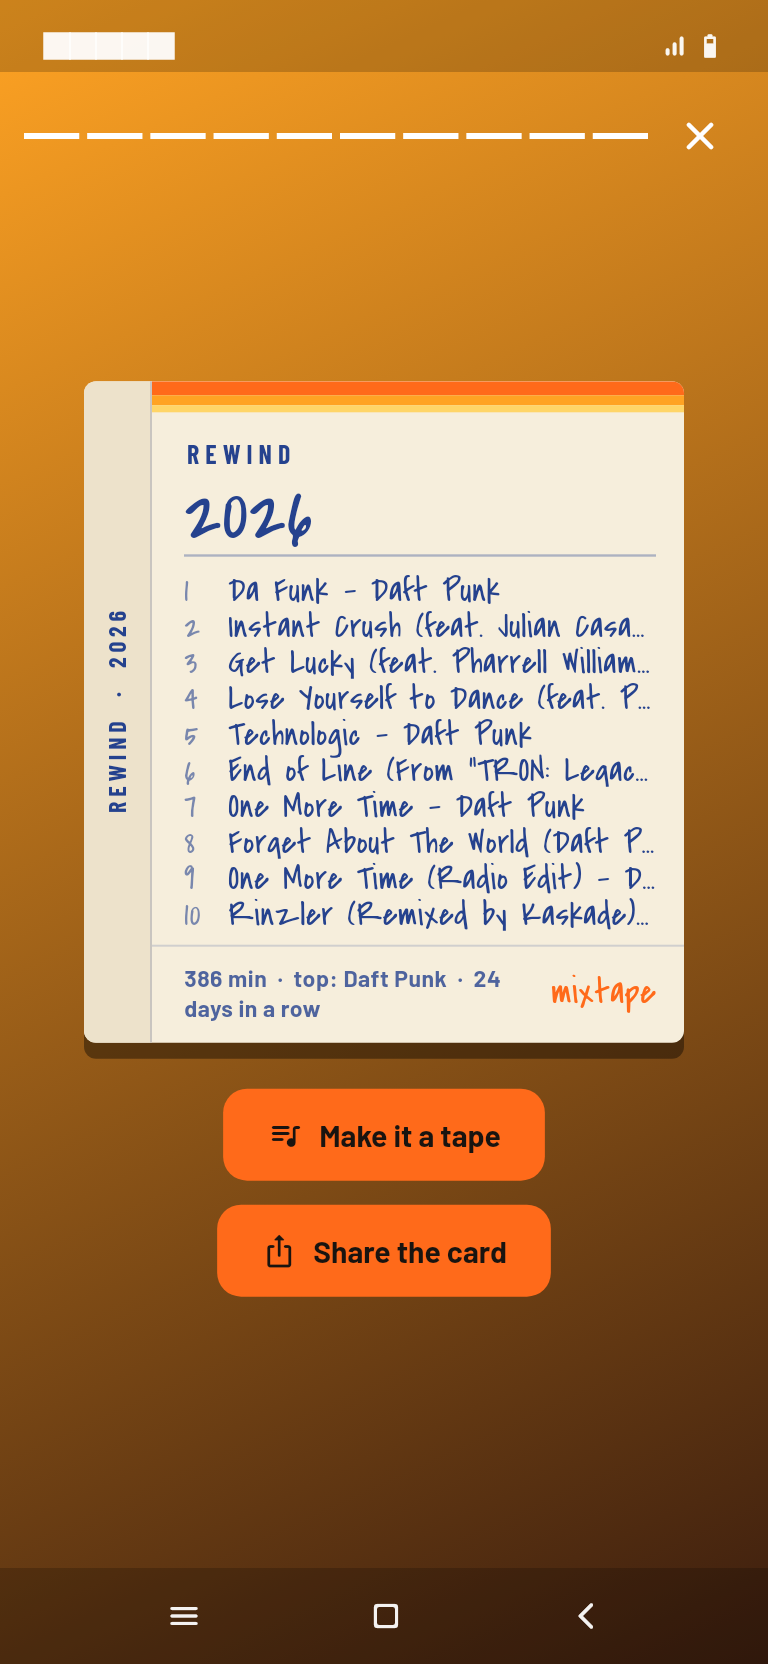 REWIND
2026
1 Da Funk - Daft Punk
2 Instant Crush (feat. Julian Casa...
3 Get Lucky (feat. Pharrell William...
4 Lose Yourself to Dance (feat. P...
5 Technologic - Daft Punk
6 End of Line (From "TRON: Legac...
7 One More Time - Daft Punk
8 Forget About The World (Daft P...
9 One More Time (Radio Edit) - D...
10 Rinzler (Remixed by Kaskade)...
REWIND · 2026
386 min · top: Daft Punk · 24
days in a row
mixtape
Make it a tape
Share the card